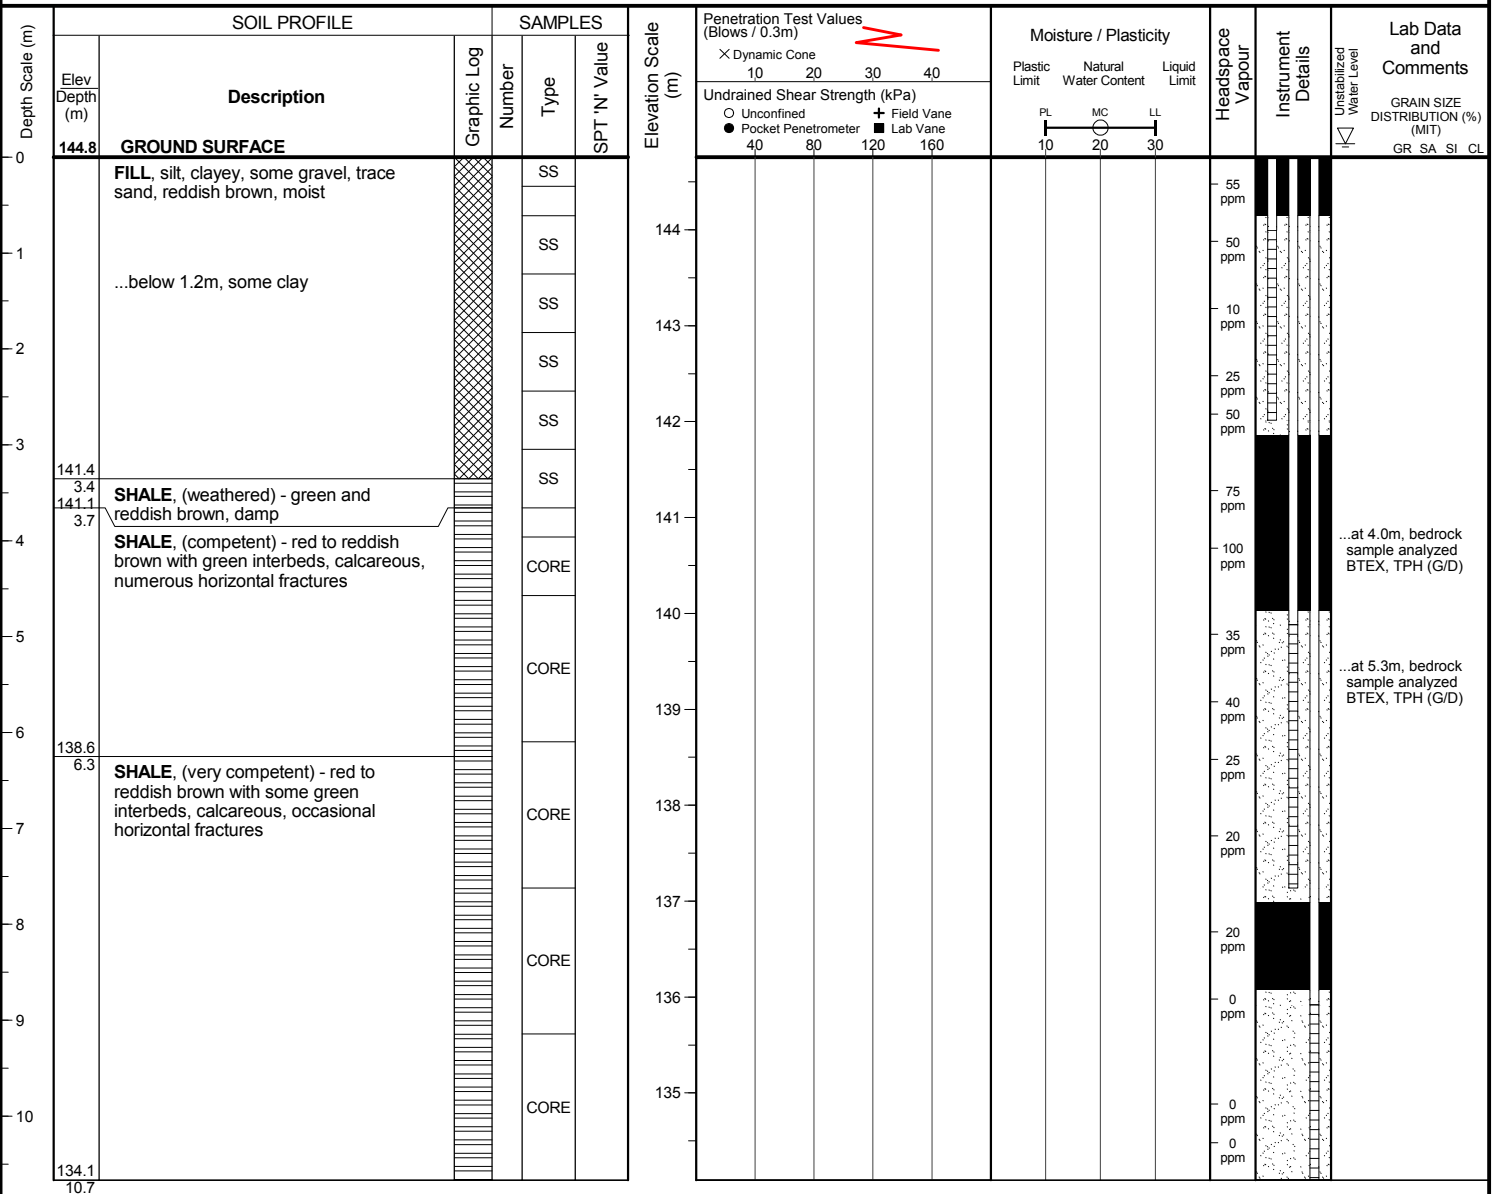 SOIL PROFILE
SAMPLES
Depth Scale (m)
Elev
Depth
(m)
Description
Graphic Log
Number
Type
SPT 'N' Value
Elevation Scale
(m)
Penetration Test Values
(Blows / 0.3m)
Dynamic Cone
10 20 30 40
Undrained Shear Strength (kPa)
Unconfined Field Vane
Pocket Penetrometer Lab Vane
40 80 120 160
Moisture / Plasticity
Plastic Natural Liquid
Limit Water Content Limit
PL MC LL
10 20 30
Headspace
Vapour
Instrument
Details
Unstabilized
Water Level
Lab Data
and
Comments
GRAIN SIZE
DISTRIBUTION (%)
(MIT)
GR SA SI CL
144.8 GROUND SURFACE
0
1
2
3
4
5
6
7
8
9
10
FILL, silt, clayey, some gravel, trace
sand, reddish brown, moist
...below 1.2m, some clay
141.4
3.4
SHALE, (weathered) - green and
reddish brown, damp
141.1
3.7
SHALE, (competent) - red to reddish
brown with green interbeds, calcareous,
numerous horizontal fractures
138.6
6.3
SHALE, (very competent) - red to
reddish brown with some green
interbeds, calcareous, occasional
horizontal fractures
134.1
10.7
SS
SS
SS
SS
SS
SS
CORE
CORE
CORE
CORE
CORE
144
143
142
141
140
139
138
137
136
135
55
ppm
50
ppm
10
ppm
25
ppm
50
ppm
75
ppm
100
ppm
35
ppm
40
ppm
25
ppm
20
ppm
20
ppm
0
ppm
0
ppm
0
ppm
...at 4.0m, bedrock
sample analyzed
BTEX, TPH (G/D)
...at 5.3m, bedrock
sample analyzed
BTEX, TPH (G/D)